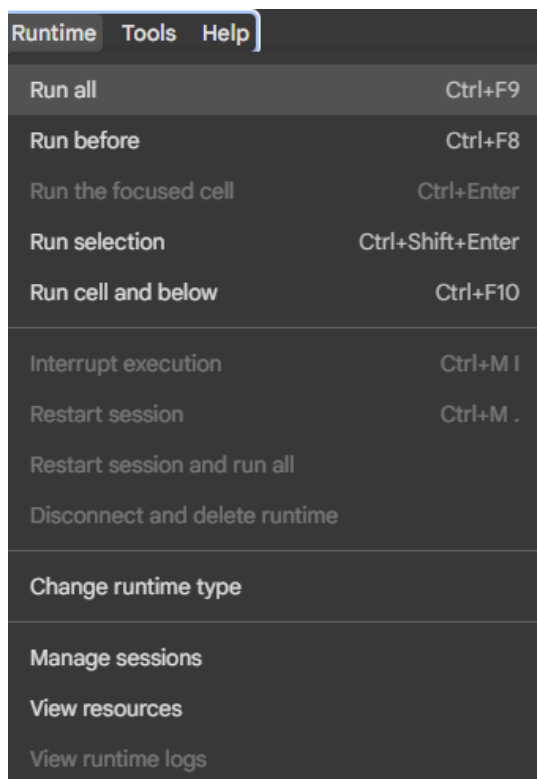 Runtime Tools Help
Run all Ctrl+F9
Run before Ctrl+F8
Run the focused cell Ctrl+Enter
Run selection Ctrl+Shift+Enter
Run cell and below Ctrl+F10
Interrupt execution Ctrl+M I
Restart session Ctrl+M .
Restart session and run all
Disconnect and delete runtime
Change runtime type
Manage sessions
View resources
View runtime logs